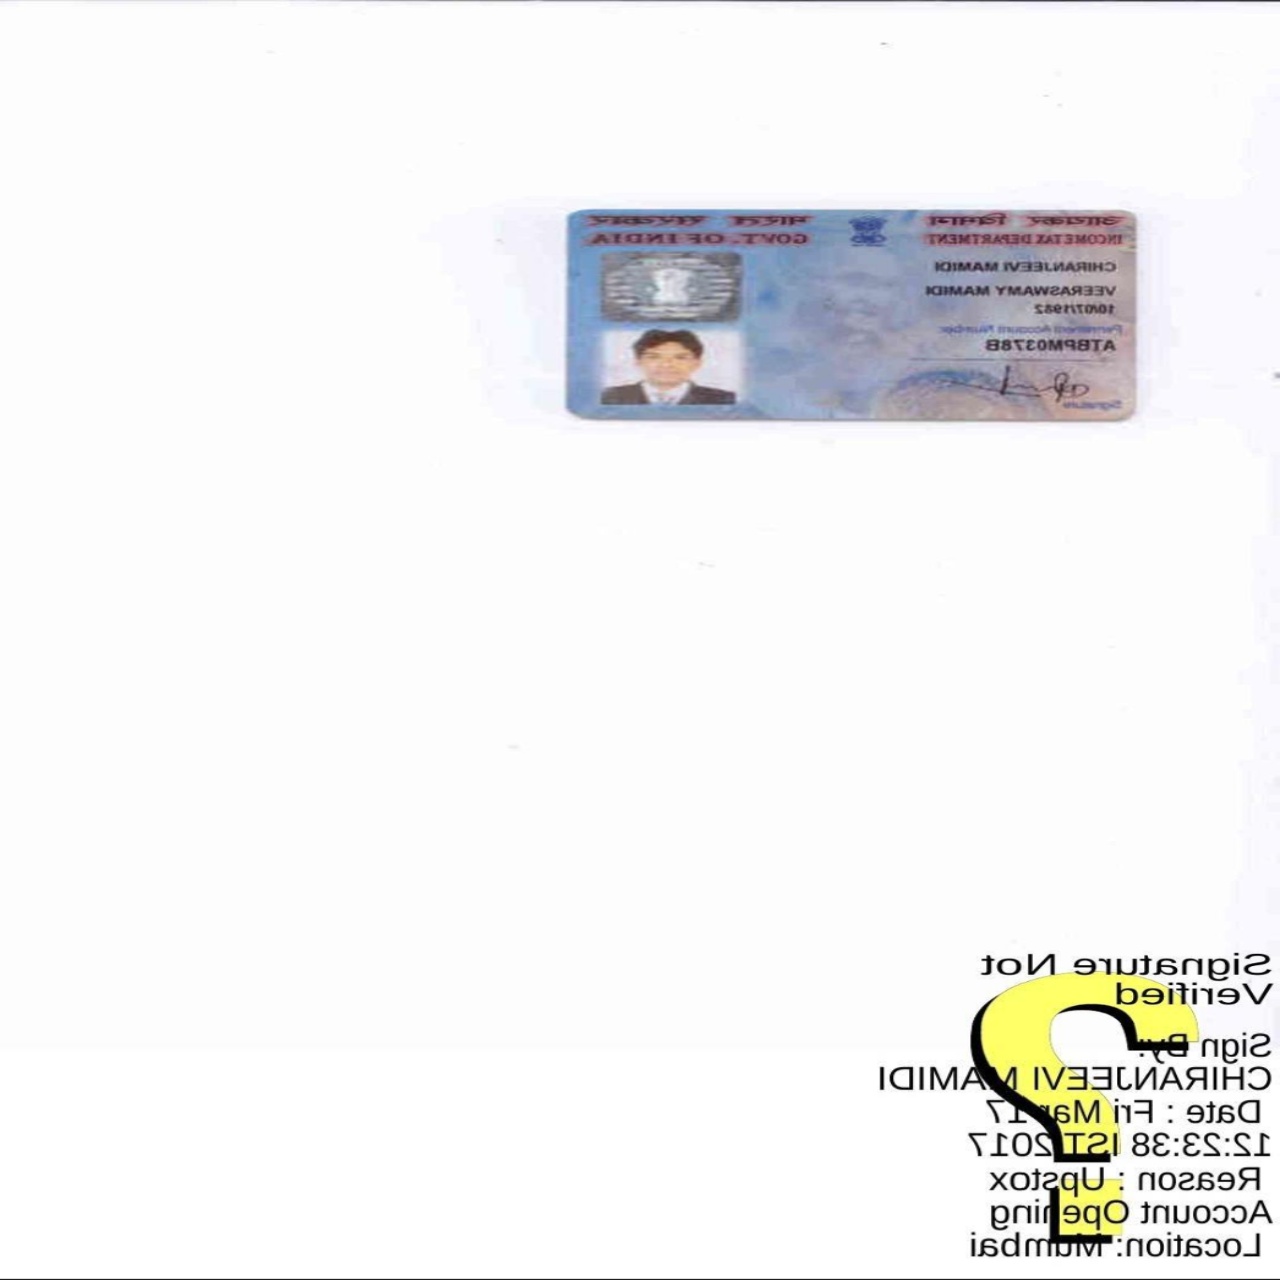 आयकर विभाग
INCOME TAX DEPARTMENT
भारत सरकार
GOVT. OF INDIA
CHIRANJEEVI MAMIDI
VEERASWAMY MAMIDI
10/07/1982
Permanent Account Number
ATBPM0378B
Signature
Signature Not
Verified
Sign By:
CHIRANJEEVI MAMIDI
Date : Fri Mar 17
12:23:38 IST 2017
Reason : Upstox
Account Opening
Location: Mumbai